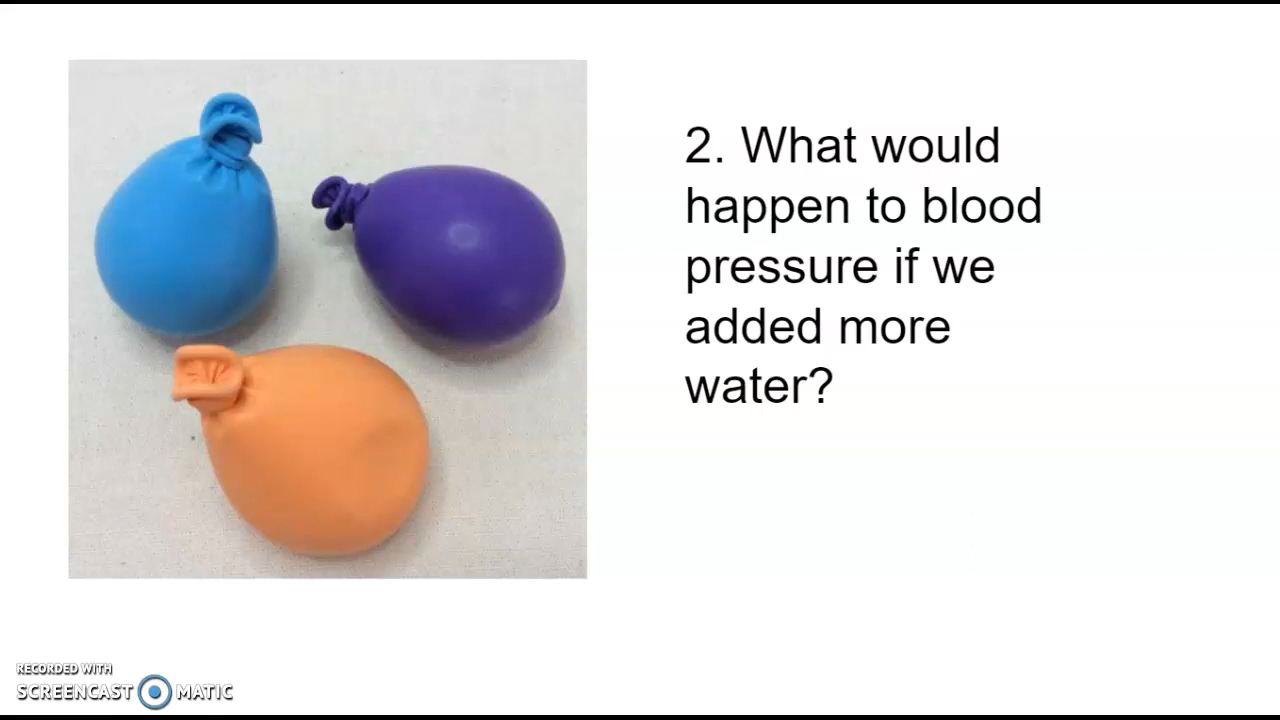 2. What would
happen to blood
pressure if we
added more
water?
RECORDED WITH
SCREENCAST MATIC